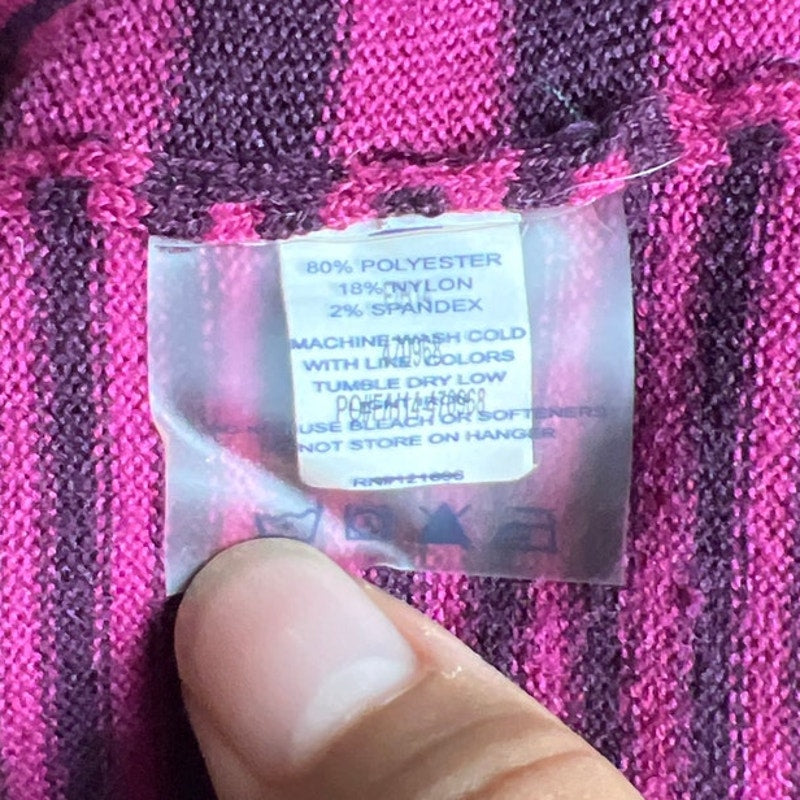 80% POLYESTER
18% NYLON
2% SPANDEX
MACHINE WASH COLD
WITH LIKE COLORS
TUMBLE DRY LOW
USE BLEACH OR SOFTENERS
NOT STORE ON HANGER